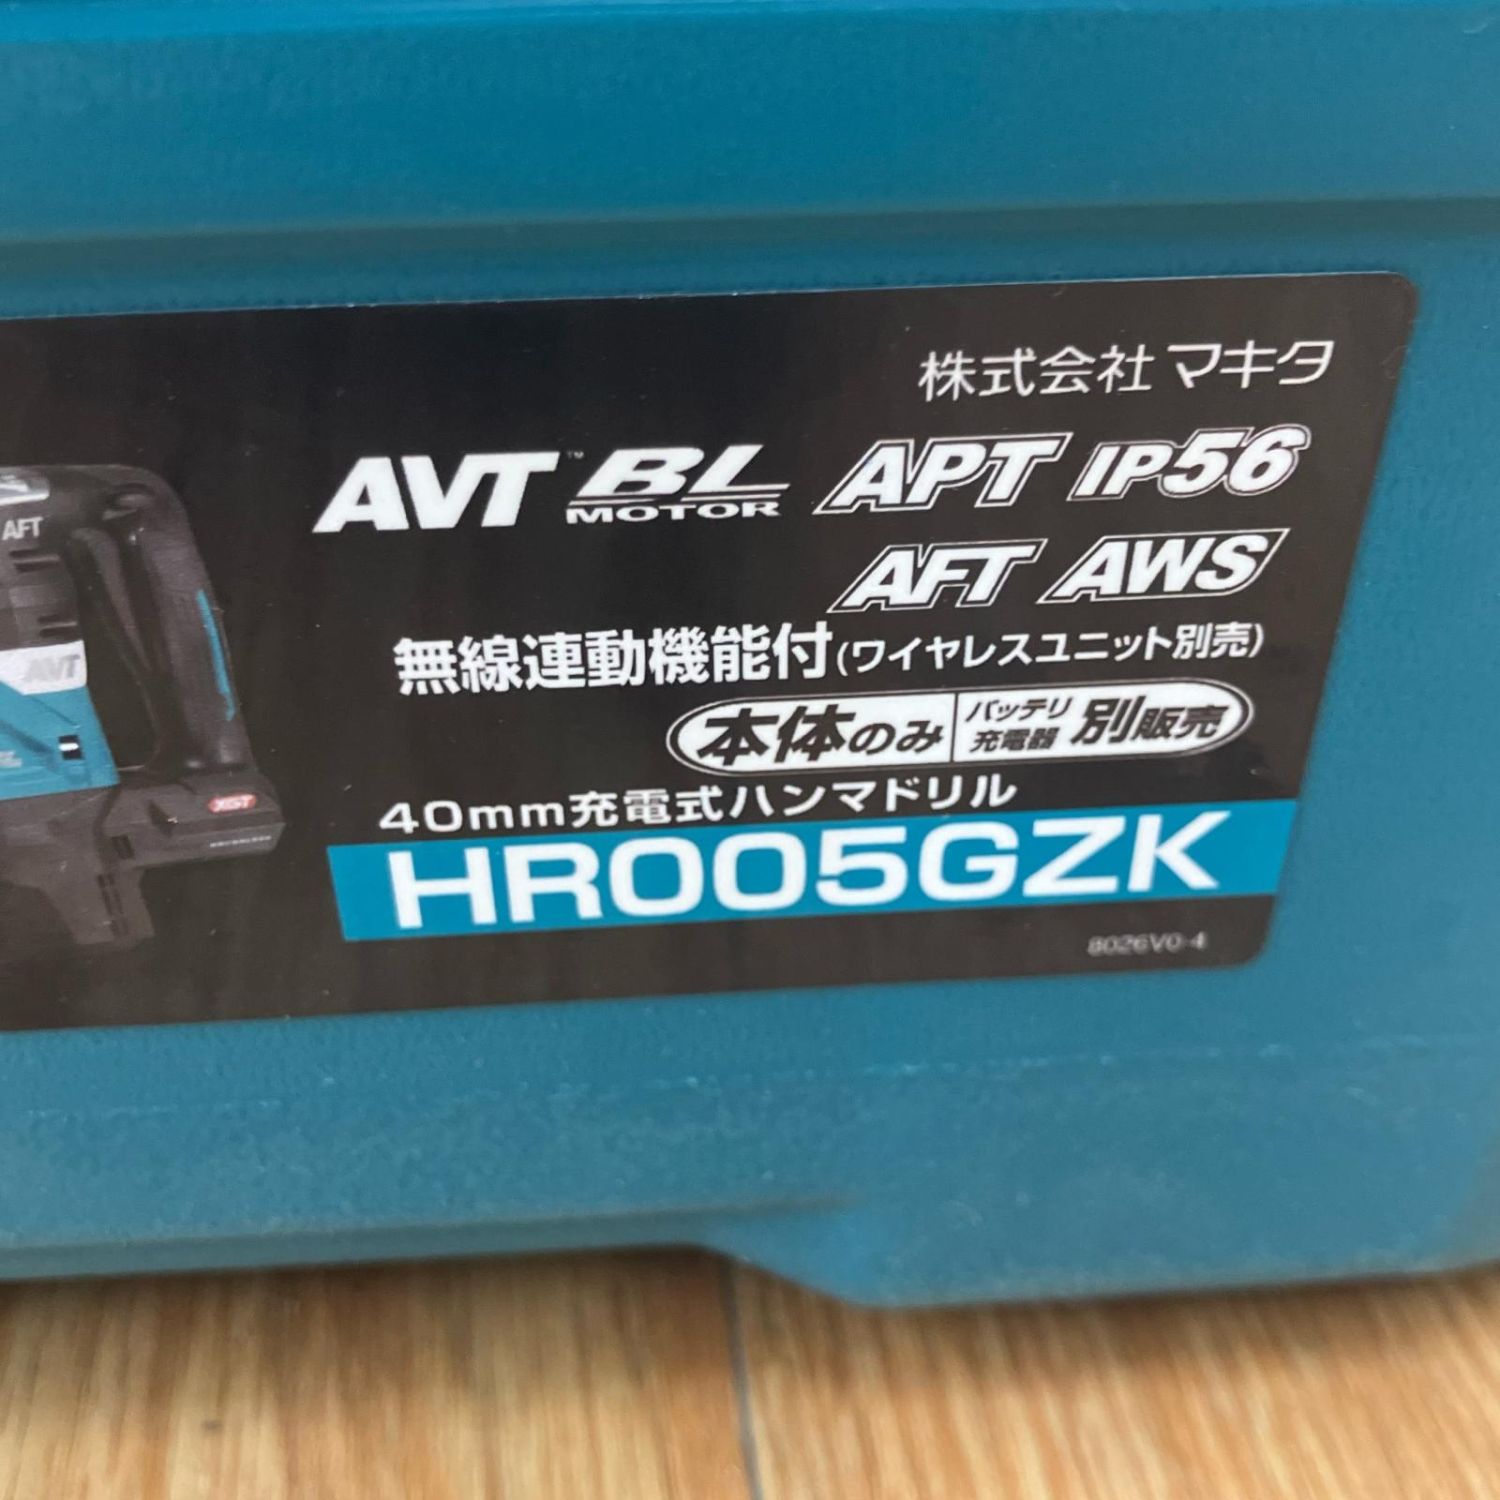 株式会社マキタ
AVT™ BL MOTOR APT IP56
AFT AWS
無線連動機能付(ワイヤレスユニット別売)
本体のみ バッテリ 充電器 別販売
40mm充電式ハンマドリル
HR005GZK
8026V0-4
AFT
AVT
XGT